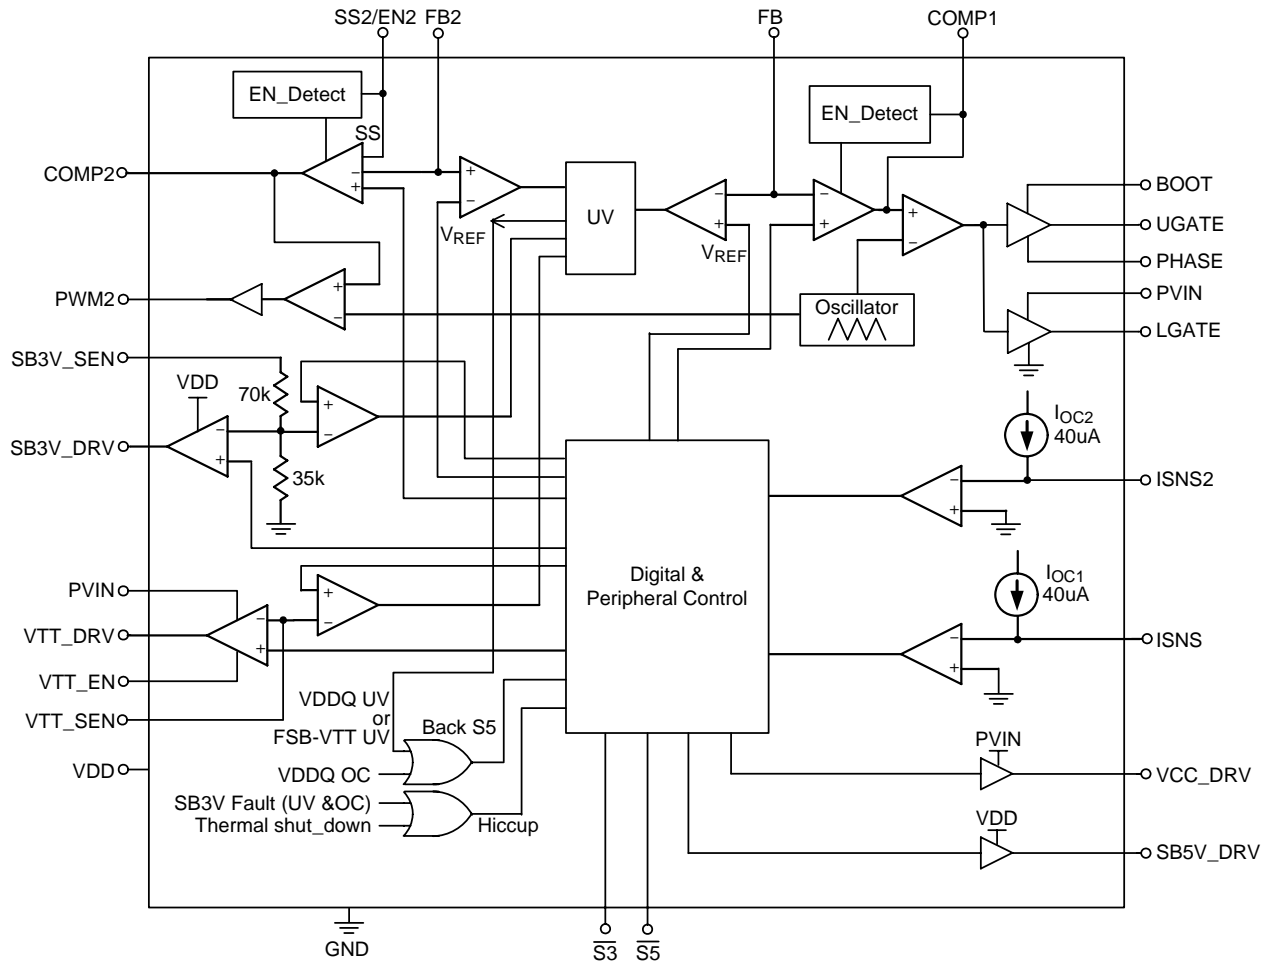 SS2/EN2 FB2 FB COMP1
EN_Detect
EN_Detect
SS
COMP2
−
+
+
−
VREF
UV
−
+
VREF
−
+
+
−
BOOT
UGATE
PHASE
PVIN
LGATE
PWM2
+
−
Oscillator
SB3V_SEN
VDD
70k
+
−
SB3V_DRV
−
+
35k
IOC2
40uA
−
+
ISNS2
Digital &
Peripheral Control
IOC1
40uA
−
+
ISNS
PVIN
+
−
VTT_DRV
−
+
VTT_EN
VTT_SEN
VDDQ UV
or
FSB-VTT UV
Back S5
VDD
VDDQ OC
SB3V Fault (UV &OC)
Thermal shut_down
Hiccup
PVIN
VCC_DRV
VDD
SB5V_DRV
GND
S3
S5